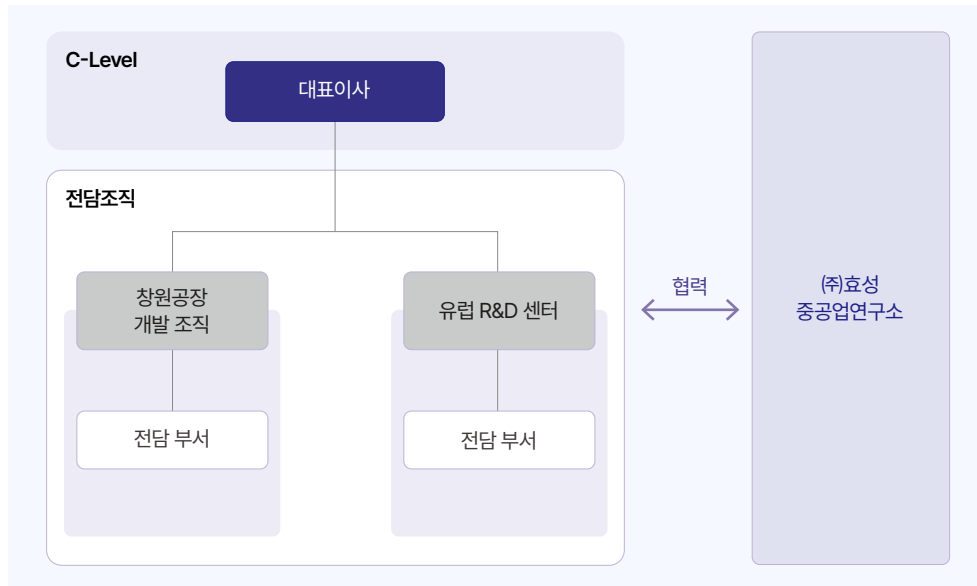 C-Level
대표이사
전담조직
창원공장
개발 조직
유럽 R&D 센터
전담 부서
전담 부서
협력
㈜효성
중공업연구소